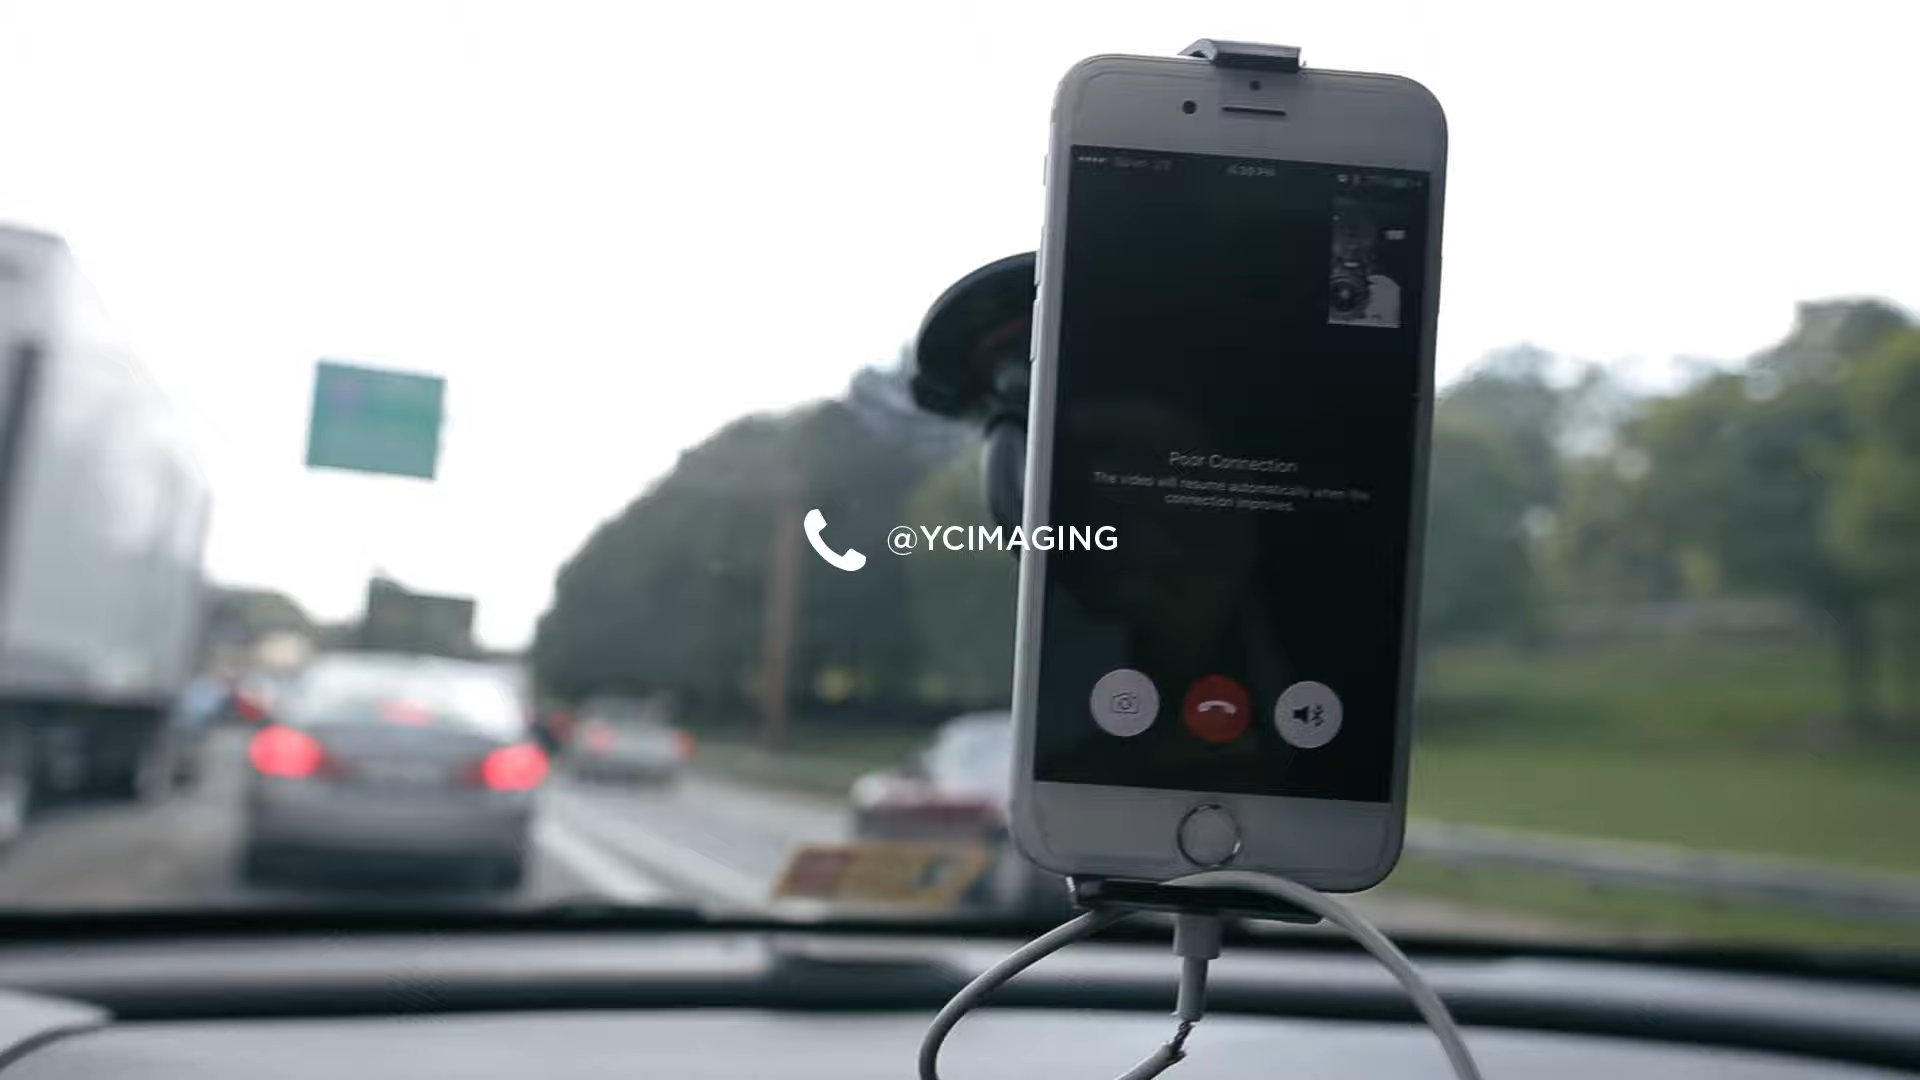 Poor Connection
The video will resume automatically when the
connection improves.
@YCIMAGING